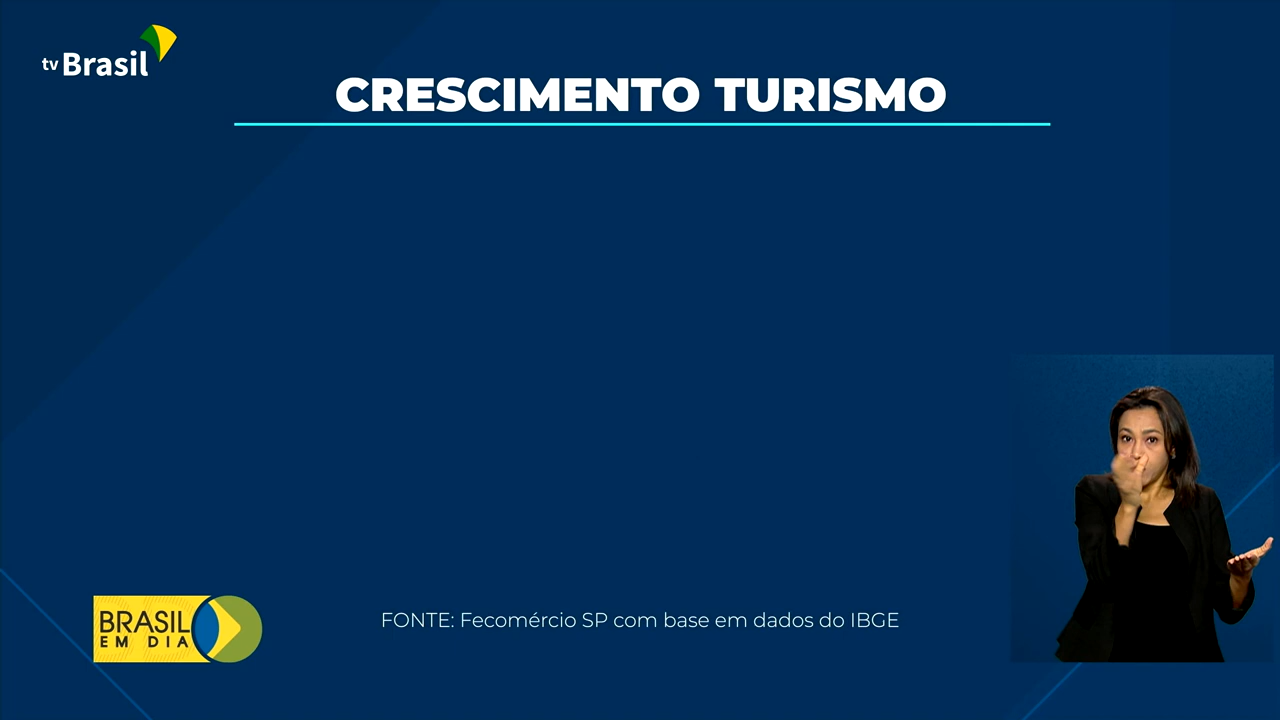 tv Brasil
CRESCIMENTO TURISMO
BRASIL
EM DIA
FONTE: Fecomércio SP com base em dados do IBGE